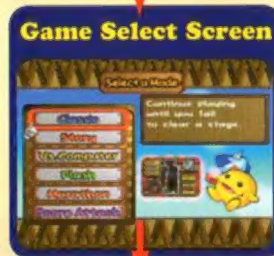 Game Select Screen
Select a Mode
Classic
Story
Vs.Computer
Flash
Marathon
Score Attack
Continue playing
until you fail
to clear a stage.